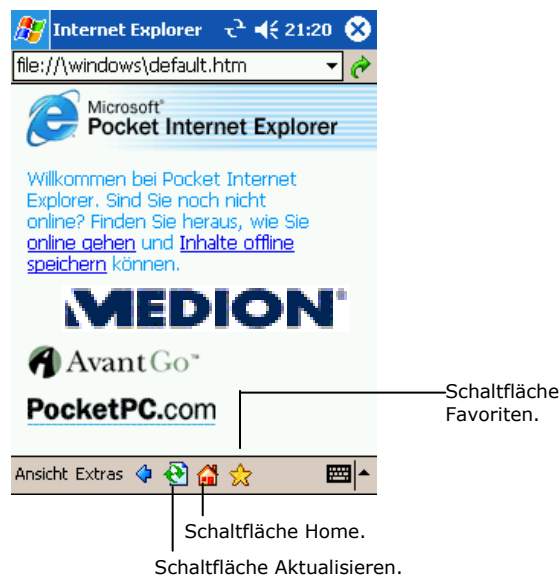 Internet Explorer 21:20
file://\windows\default.htm
Microsoft®
Pocket Internet Explorer
Willkommen bei Pocket Internet
Explorer. Sind Sie noch nicht
online? Finden Sie heraus, wie Sie
online gehen und Inhalte offline
speichern können.
MEDION®
AvantGo™
PocketPC.com
Schaltfläche
Favoriten.
Ansicht Extras
Schaltfläche Home.
Schaltfläche Aktualisieren.